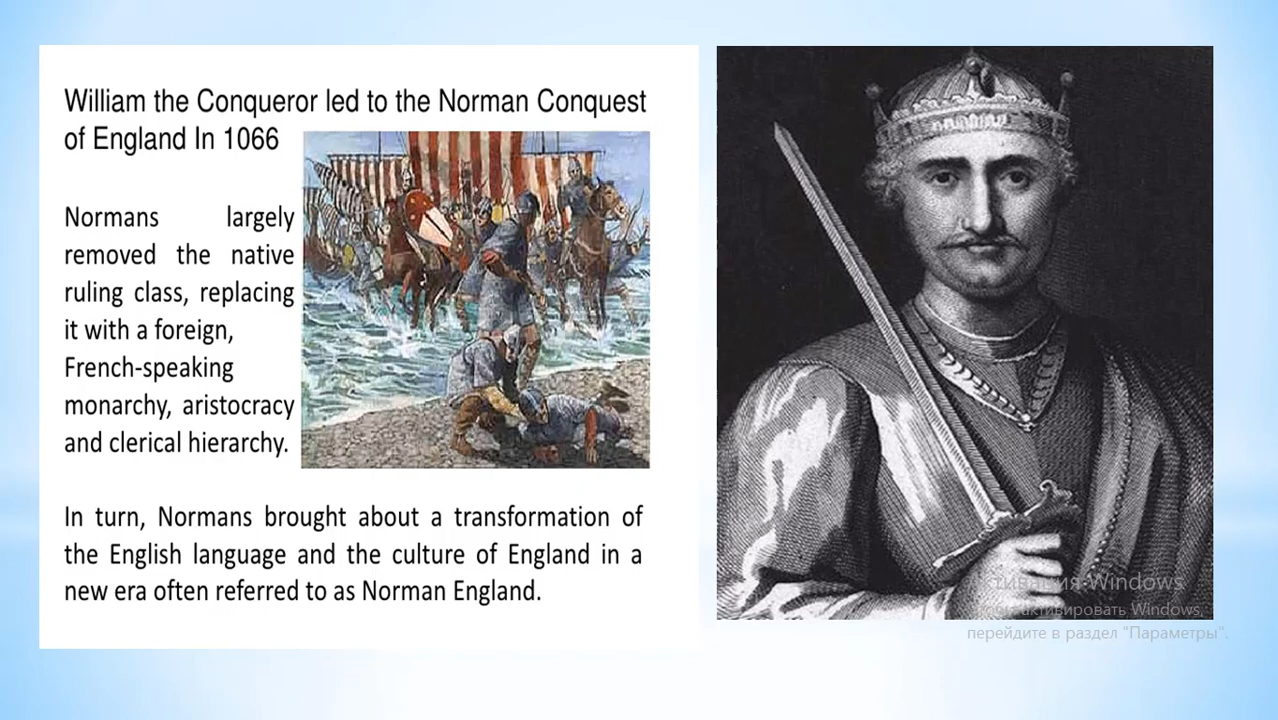 William the Conqueror led to the Norman Conquest
of England In 1066
Normans largely
removed the native
ruling class, replacing
it with a foreign,
French-speaking
monarchy, aristocracy
and clerical hierarchy.
In turn, Normans brought about a transformation of
the English language and the culture of England in a
new era often referred to as Norman England.
Windows
активировать Windows,
перейдите в раздел "Параметры".